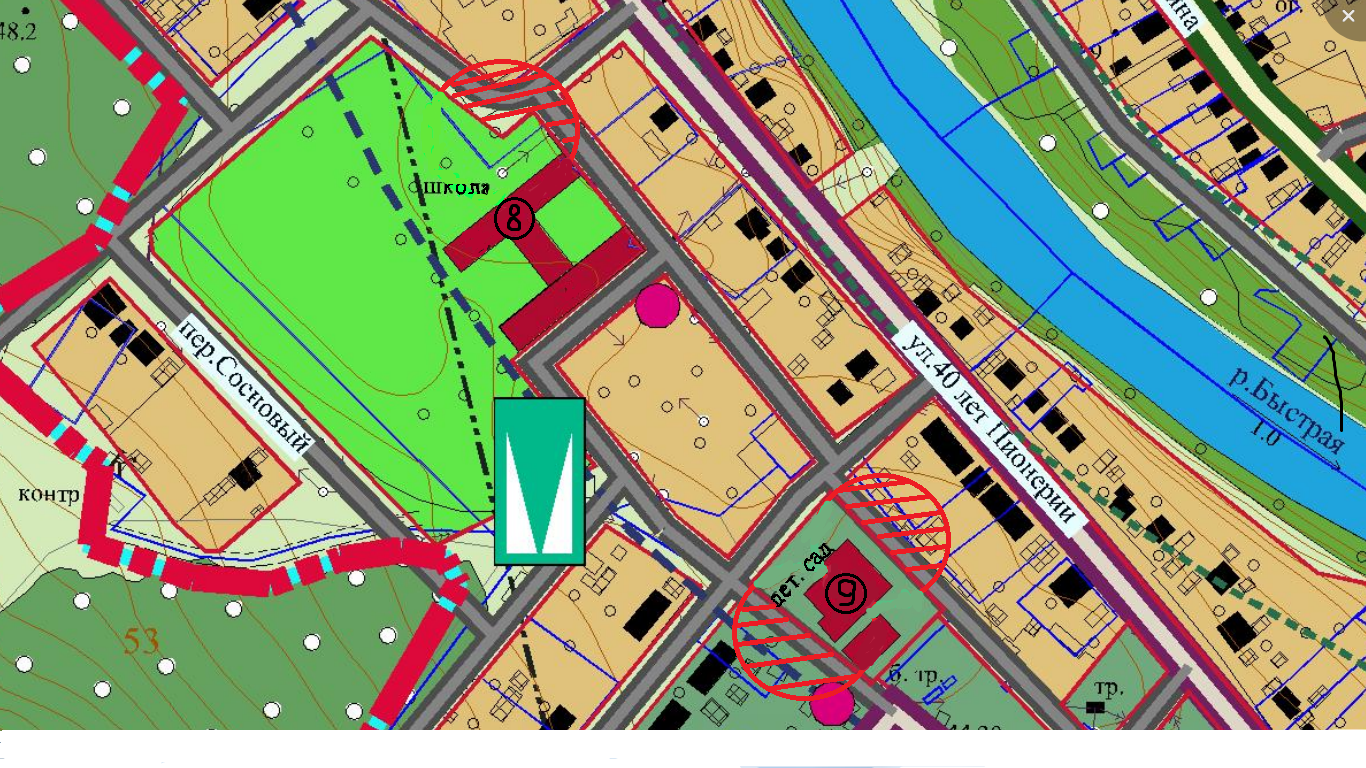 48.2
школа
8
пер.Сосновый
ул.40 лет Пионерии
р.Быстрая
1.0
контр
53
дет. сад
9
б. тр.
тр.